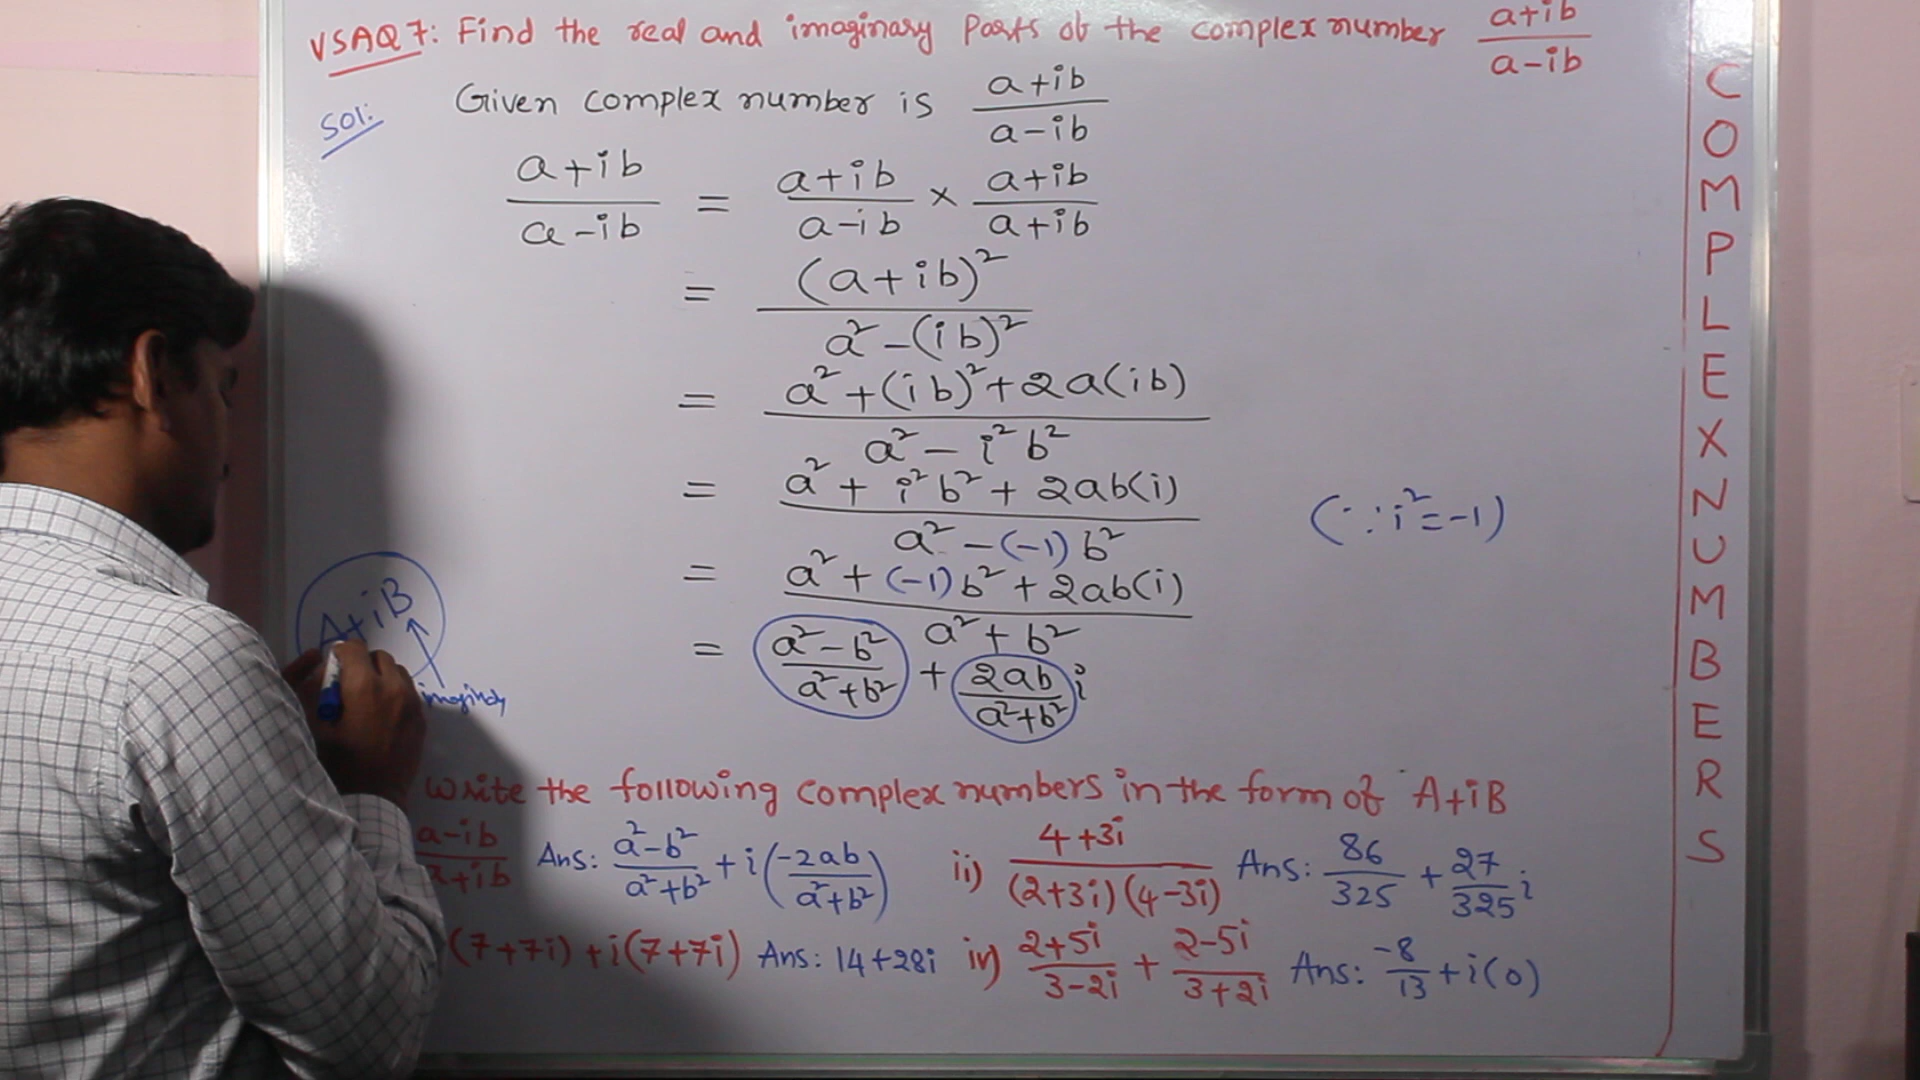 VSAQ 7: Find the real and imaginary parts of the complex number (a+ib)/(a-ib)
Sol: Given complex number is (a+ib)/(a-ib)
(a+ib)/(a-ib) = (a+ib)/(a-ib) × (a+ib)/(a+ib)
= (a+ib)²/(a²-(ib)²)
= (a²+(ib)²+2a(ib))/(a²-i²b²)
= (a²+i²b²+2ab(i))/(a²-(-1)b²) (∵i²=-1)
= (a²+(-1)b²+2ab(i))/(a²+b²)
= (a²-b²)/(a²+b²) + (2ab)/(a²+b²) i
A+iB
Write the following complex numbers in the form of A+iB
(a-ib)/(a+ib) Ans: (a²-b²)/(a²+b²) + i((-2ab)/(a²+b²)) ii) (4+3i)/((2+3i)(4-3i)) Ans: 86/325 + 27/325 i
(7+7i)+i(7+7i) Ans: 14+28i iv) (2+5i)/(3-2i) + (2-5i)/(3+2i) Ans: -8/13 + i(0)
COMPLEX NUMBERS